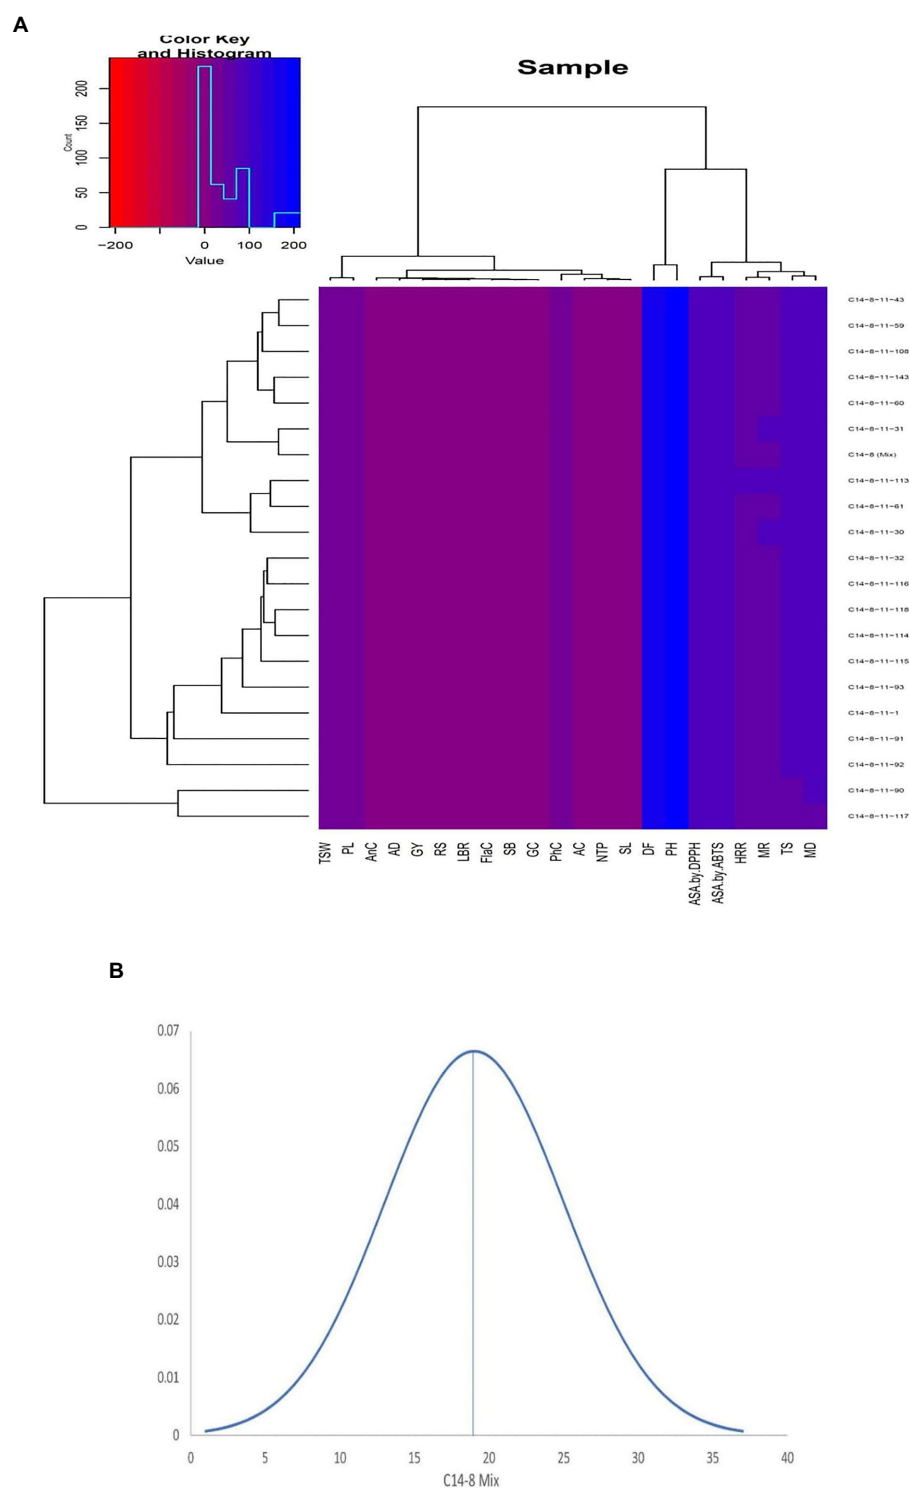 A
Color Key
and Histogram
Sample
Count
200
150
100
50
0
−200
0
100
200
Value
C14−8−11−43
C14−8−11−59
C14−8−11−108
C14−8−11−143
C14−8−11−60
C14−8−11−31
C14−8 (Mix)
C14−8−11−113
C14−8−11−61
C14−8−11−30
C14−8−11−32
C14−8−11−116
C14−8−11−118
C14−8−11−114
C14−8−11−115
C14−8−11−93
C14−8−11−1
C14−8−11−91
C14−8−11−92
C14−8−11−90
C14−8−11−117
TSW
PL
AnC
AD
GY
RS
LBR
FlaC
SB
GC
PhC
AC
NTP
SL
DF
PH
ASA.by.DPPH
ASA.by.ABTS
HRR
MR
TS
MD
B
0.07
0.06
0.05
0.04
0.03
0.02
0.01
0
0 5 10 15 20 25 30 35 40
C14-8 Mix